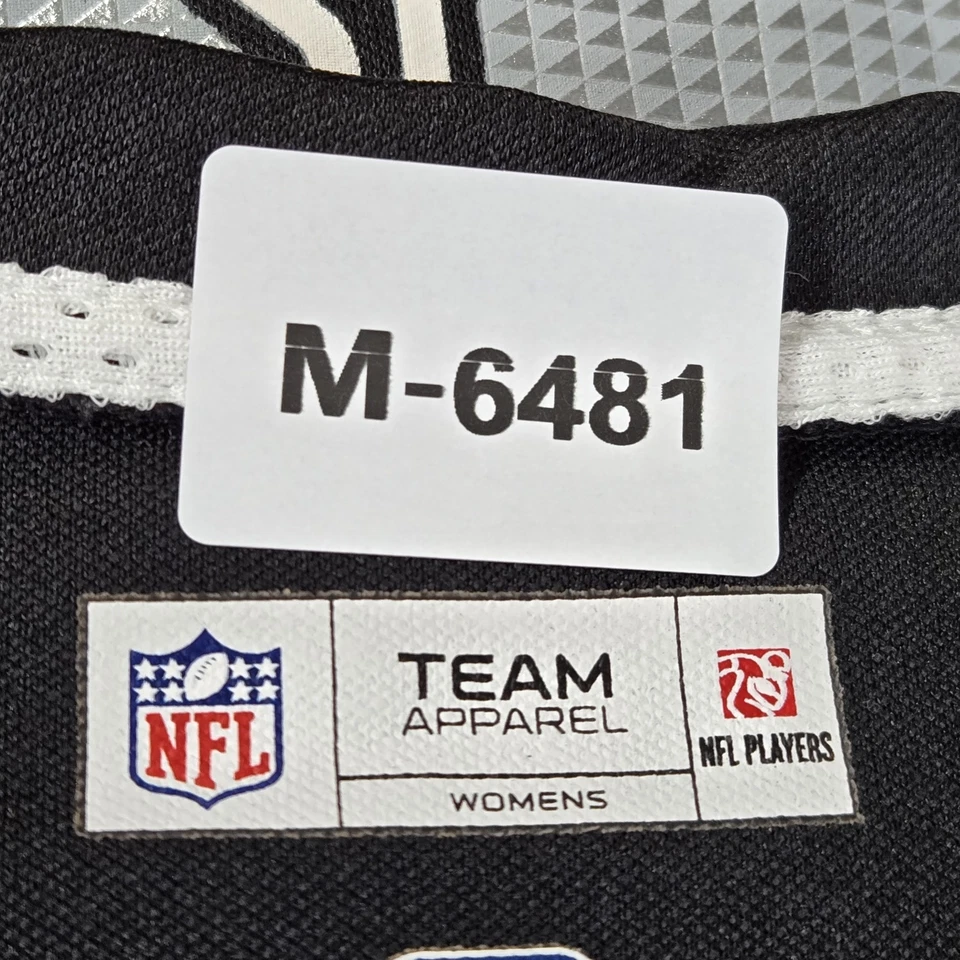 M-6481
NFL
TEAM
APPAREL
WOMENS
NFL PLAYERS